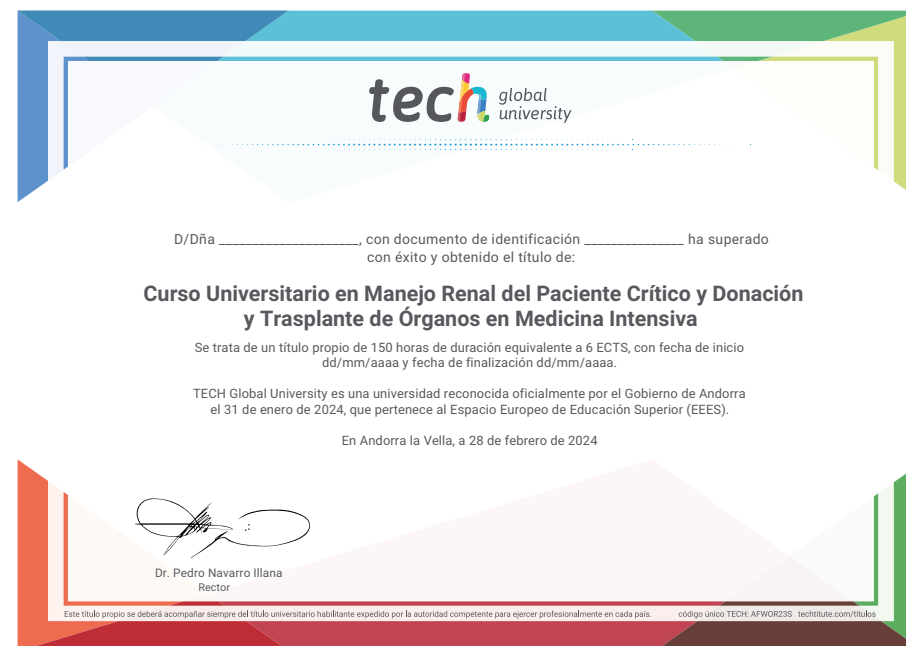 tech global university
D/Dña ______________________, con documento de identificación ________________ ha superado
con éxito y obtenido el título de:
Curso Universitario en Manejo Renal del Paciente Crítico y Donación
y Trasplante de Órganos en Medicina Intensiva
Se trata de un título propio de 150 horas de duración equivalente a 6 ECTS, con fecha de inicio
dd/mm/aaaa y fecha de finalización dd/mm/aaaa.
TECH Global University es una universidad reconocida oficialmente por el Gobierno de Andorra
el 31 de enero de 2024, que pertenece al Espacio Europeo de Educación Superior (EEES).
En Andorra la Vella, a 28 de febrero de 2024
Dr. Pedro Navarro Illana
Rector
Este título propio se deberá acompañar siempre del título universitario habilitante expedido por la autoridad competente para ejercer profesionalmente en cada país. código único TECH: AFWOR23S techtitute.com/titulos